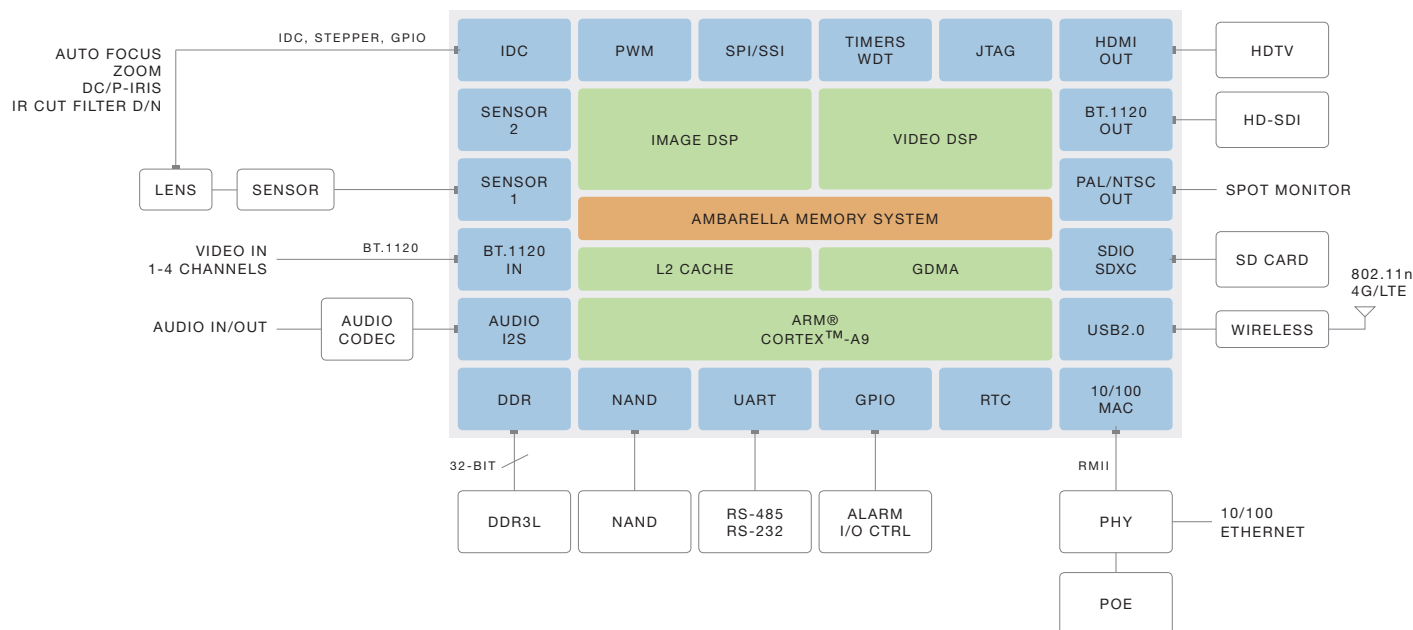 IDC, STEPPER, GPIO
AUTO FOCUS
ZOOM
DC/P-IRIS
IR CUT FILTER D/N
IDC
PWM
SPI/SSI
TIMERS
WDT
JTAG
HDMI
OUT
HDTV
SENSOR
2
IMAGE DSP
VIDEO DSP
BT.1120
OUT
HD-SDI
LENS
SENSOR
SENSOR
1
PAL/NTSC
OUT
SPOT MONITOR
AMBARELLA MEMORY SYSTEM
VIDEO IN
1-4 CHANNELS
BT.1120
BT.1120
IN
L2 CACHE
GDMA
SDIO
SDXC
SD CARD
802.11n
4G/LTE
AUDIO IN/OUT
AUDIO
CODEC
AUDIO
I2S
ARM®
CORTEX™-A9
USB2.0
WIRELESS
DDR
NAND
UART
GPIO
RTC
10/100
MAC
32-BIT
RMII
DDR3L
NAND
RS-485
RS-232
ALARM
I/O CTRL
PHY
10/100
ETHERNET
POE